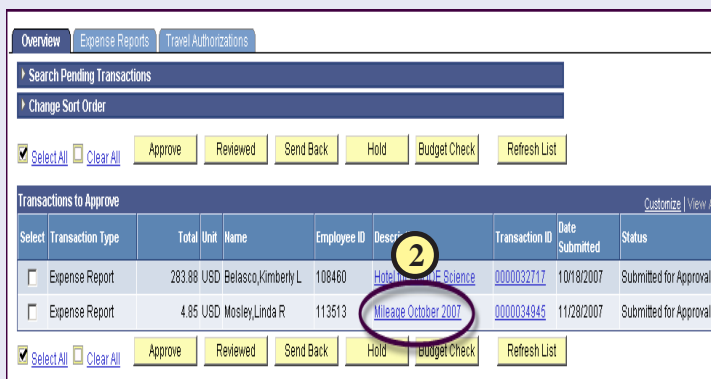 Overview Expense Reports Travel Authorizations
Search Pending Transactions
Change Sort Order
Select All Clear All Approve Reviewed Send Back Hold Budget Check Refresh List
Transactions to Approve Customize | View
Select Transaction Type Total Unit Name Employee ID Transaction ID Date Submitted Status
2
Expense Report 283.88 USD Belasco,Kimberly L 108460 Hotel Science 0000032717 10/18/2007 Submitted for Approval
Expense Report 4.85 USD Mosley,Linda R 113513 Mileage October 2007 0000034945 11/28/2007 Submitted for Approval
Select All Clear All Approve Reviewed Send Back Hold Budget Check Refresh List